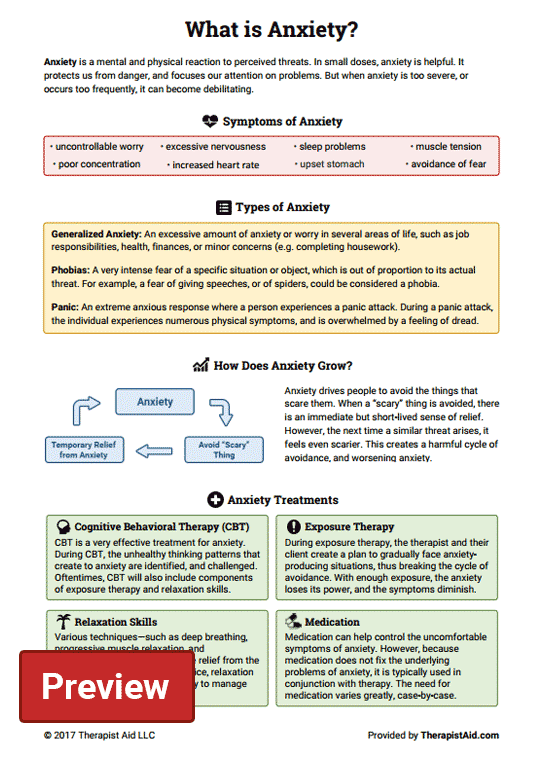 What is Anxiety?
Anxiety is a mental and physical reaction to perceived threats. In small doses, anxiety is helpful. It
protects us from danger, and focuses our attention on problems. But when anxiety is too severe, or
occurs too frequently, it can become debilitating.
Symptoms of Anxiety
• uncontrollable worry • excessive nervousness • sleep problems • muscle tension
• poor concentration • increased heart rate • upset stomach • avoidance of fear
Types of Anxiety
Generalized Anxiety: An excessive amount of anxiety or worry in several areas of life, such as job
responsibilities, health, finances, or minor concerns (e.g. completing housework).
Phobias: A very intense fear of a specific situation or object, which is out of proportion to its actual
threat. For example, a fear of giving speeches, or of spiders, could be considered a phobia.
Panic: An extreme anxious response where a person experiences a panic attack. During a panic attack,
the individual experiences numerous physical symptoms, and is overwhelmed by a feeling of dread.
How Does Anxiety Grow?
Anxiety
Avoid "Scary"
Thing
Temporary Relief
from Anxiety
Anxiety drives people to avoid the things that
scare them. When a "scary" thing is avoided, there
is an immediate but short-lived sense of relief.
However, the next time a similar threat arises, it
feels even scarier. This creates a harmful cycle of
avoidance, and worsening anxiety.
Anxiety Treatments
Cognitive Behavioral Therapy (CBT)
CBT is a very effective treatment for anxiety.
During CBT, the unhealthy thinking patterns that
create to anxiety are identified, and challenged.
Oftentimes, CBT will also include components
of exposure therapy and relaxation skills.
Exposure Therapy
During exposure therapy, the therapist and their
client create a plan to gradually face anxiety-
producing situations, thus breaking the cycle of
avoidance. With enough exposure, the anxiety
loses its power, and the symptoms diminish.
Relaxation Skills
Various techniques—such as deep breathing,
progressive muscle relaxation, and
relief from the
relaxation
to manage
Medication
Medication can help control the uncomfortable
symptoms of anxiety. However, because
medication does not fix the underlying
problems of anxiety, it is typically used in
conjunction with therapy. The need for
medication varies greatly, case-by-case.
Preview
© 2017 Therapist Aid LLC
Provided by TherapistAid.com